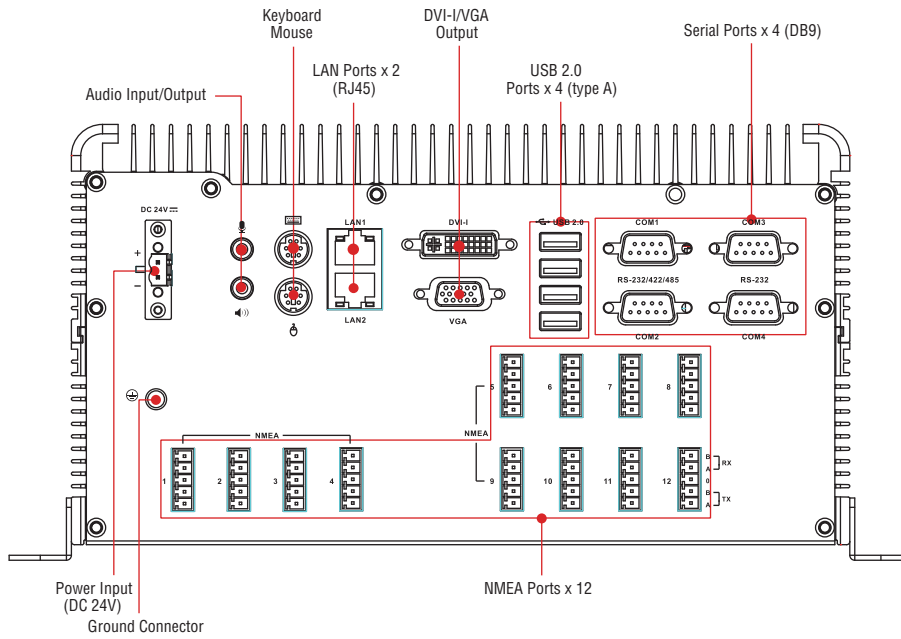 Keyboard
Mouse
DVI-I/VGA
Output
Serial Ports x 4 (DB9)
LAN Ports x 2
(RJ45)
USB 2.0
Ports x 4 (type A)
Audio Input/Output
DC 24V
+
−
LAN1
LAN2
DVI-I
VGA
USB 2.0
COM1
COM3
RS-232/422/485
RS-232
COM2
COM4
5
6
7
8
NMEA
NMEA
1
2
3
4
9
10
11
12
B
A
RX
0
B
A
TX
Power Input
(DC 24V)
Ground Connector
NMEA Ports x 12